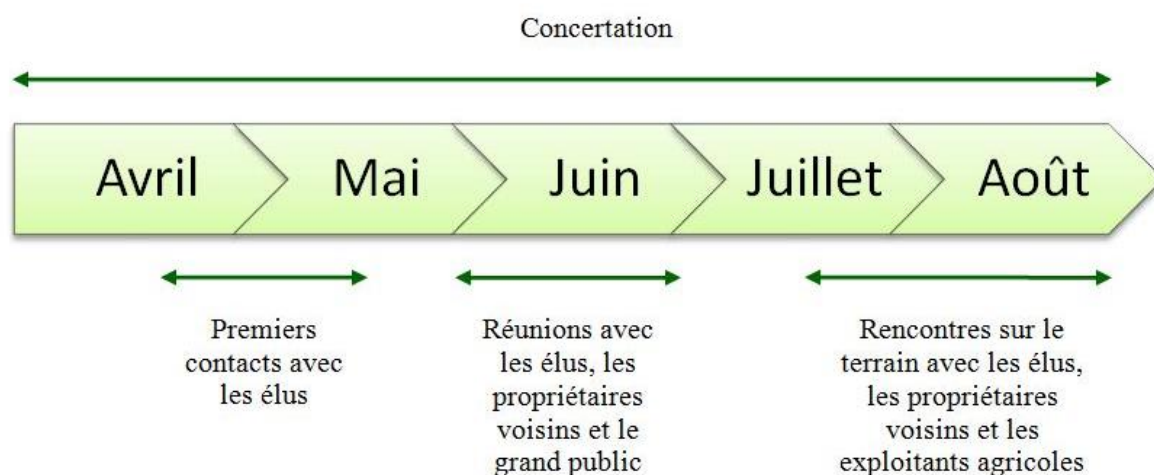 Concertation
Avril
Mai
Juin
Juillet
Août
Premiers
contacts avec
les élus
Réunions avec
les élus, les
propriétaires
voisins et le
grand public
Rencontres sur le
terrain avec les élus,
les propriétaires
voisins et les
exploitants agricoles